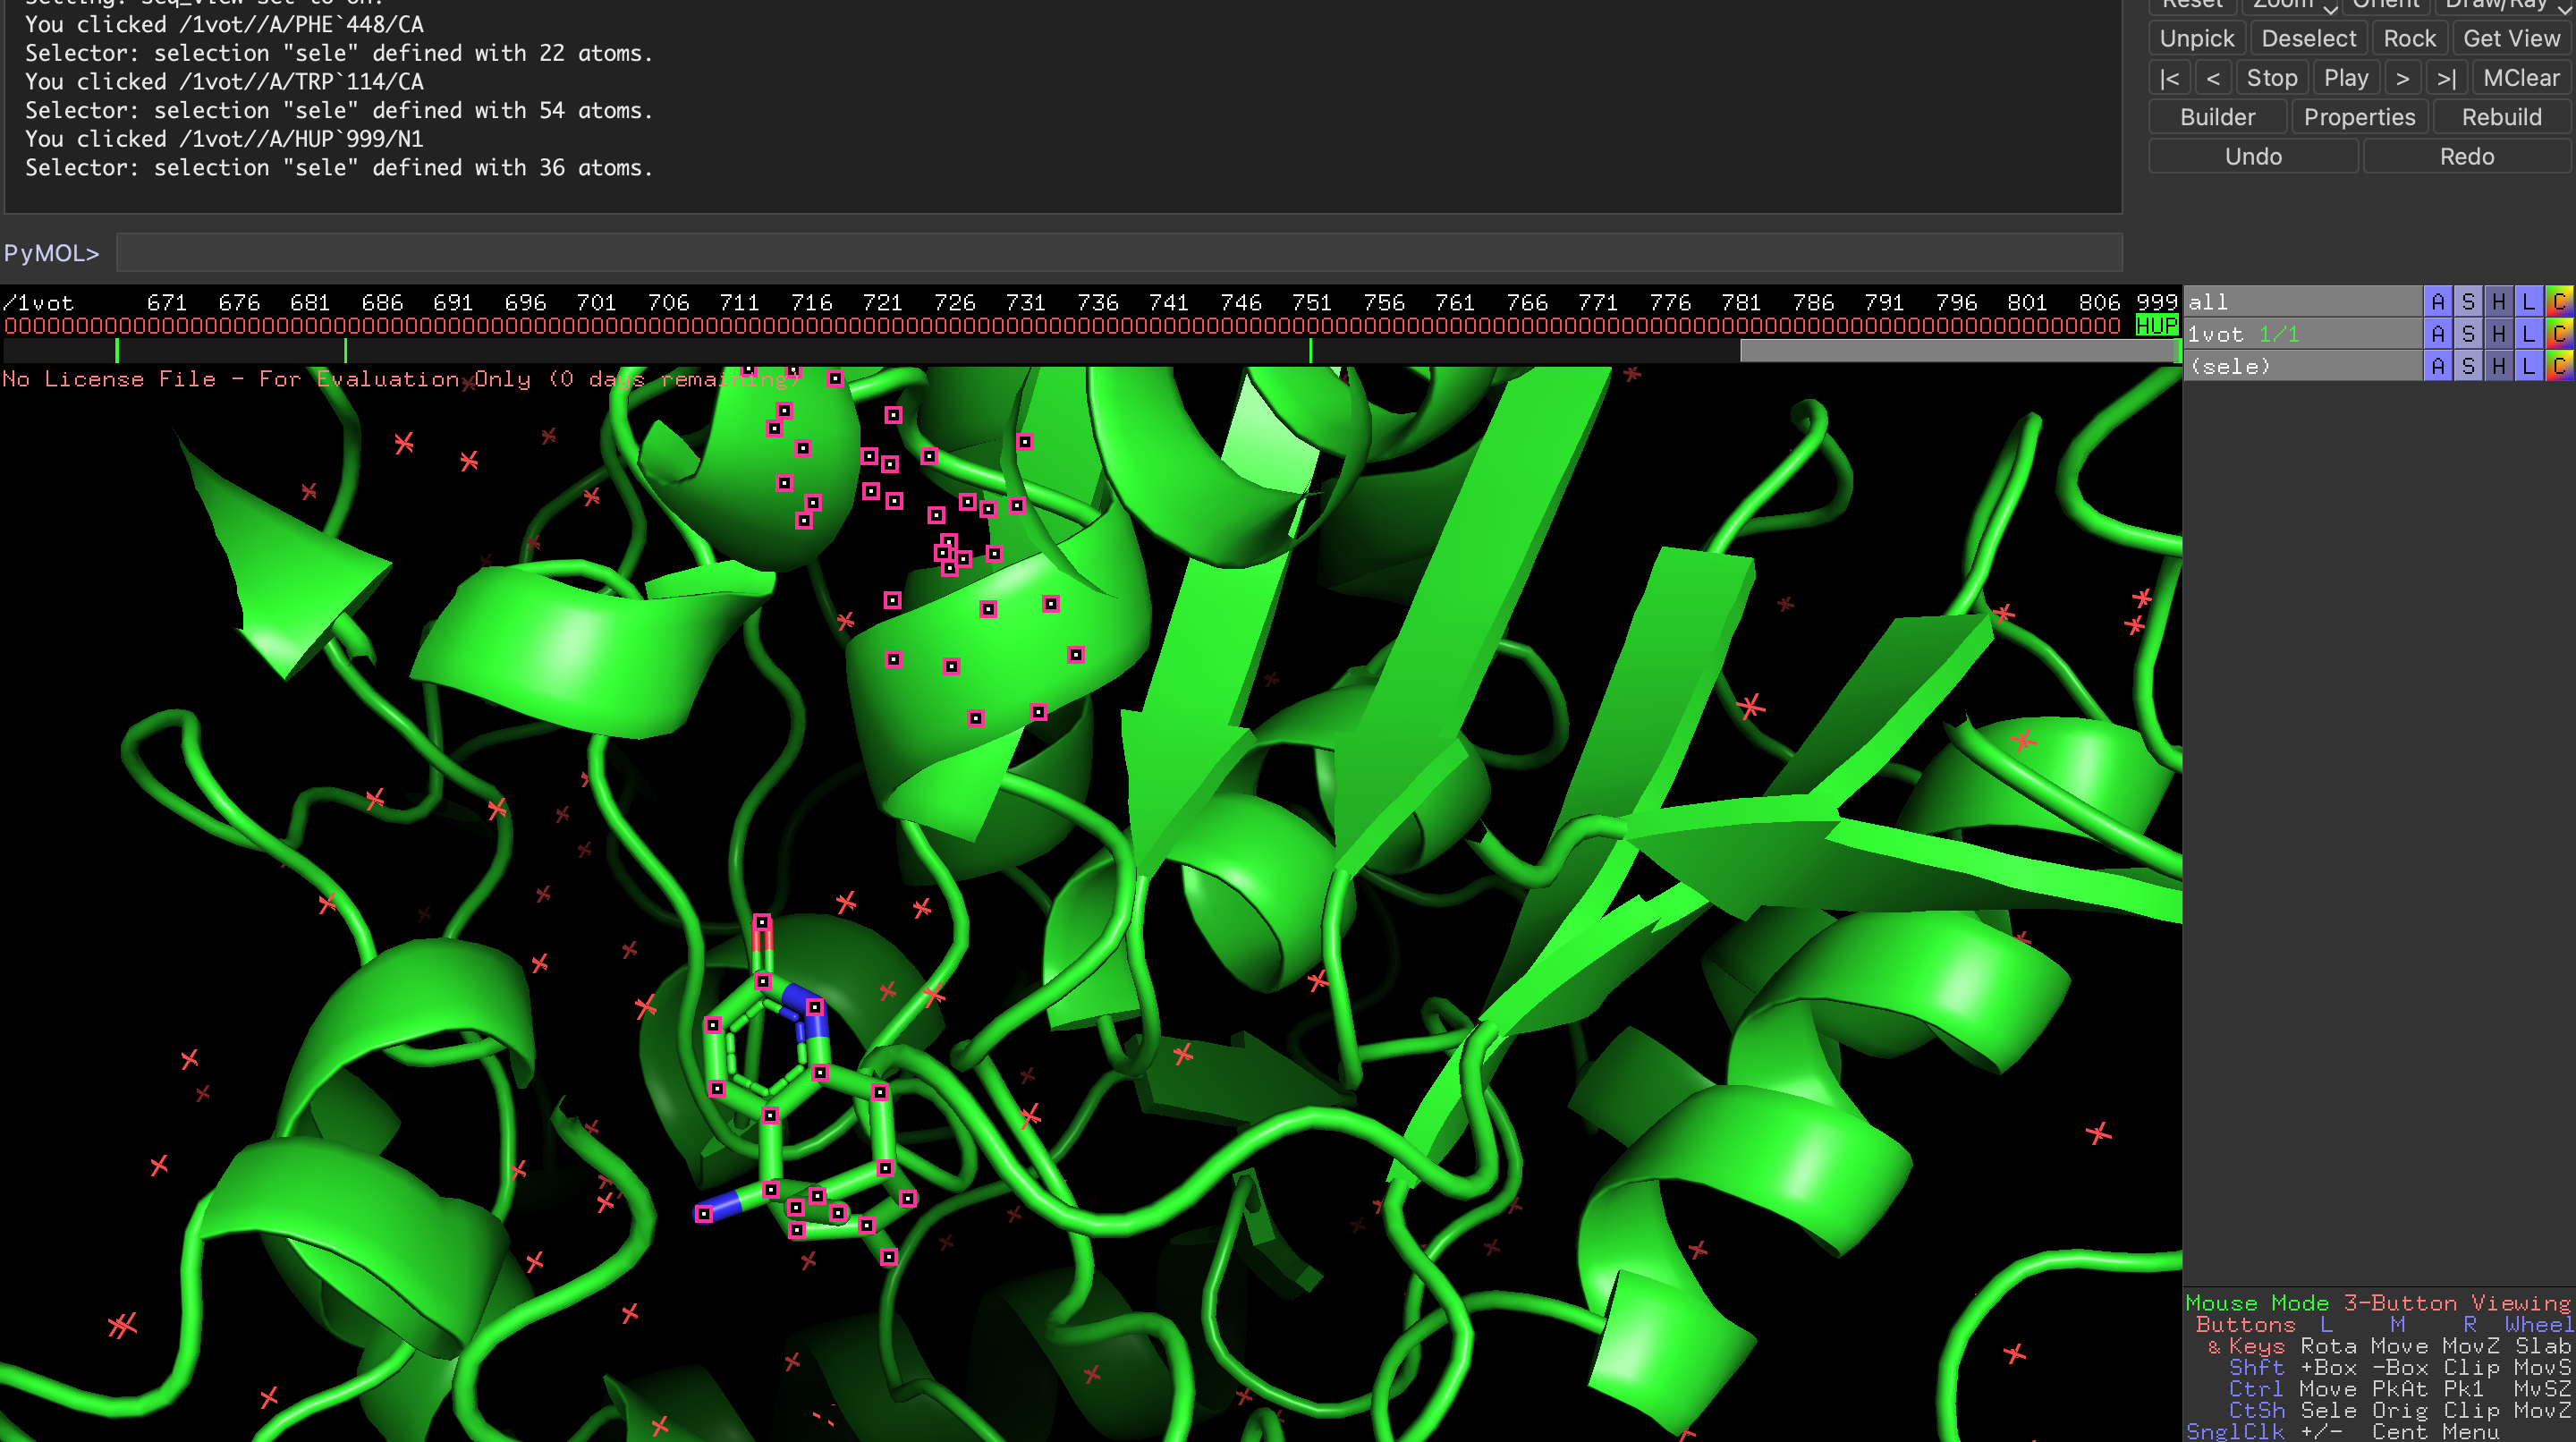 Setting: seq_view set to on.
You clicked /1vot//A/PHE`448/CA
Selector: selection "sele" defined with 22 atoms.
You clicked /1vot//A/TRP`114/CA
Selector: selection "sele" defined with 54 atoms.
You clicked /1vot//A/HUP`999/N1
Selector: selection "sele" defined with 36 atoms.
Reset Zoom Orient Draw/Ray
Unpick Deselect Rock Get View
|< < Stop Play > >| MClear
Builder Properties Rebuild
Undo Redo
PyMOL>
/1vot 671 676 681 686 691 696 701 706 711 716 721 726 731 736 741 746 751 756 761 766 771 776 781 786 791 796 801 806 999
HUP
all A S H L C
1vot 1/1 A S H L C
(sele) A S H L C
No License File - For Evaluation Only (0 days remaining)
Mouse Mode 3-Button Viewing
Buttons L M R Wheel
& Keys Rota Move MovZ Slab
Shft +Box -Box Clip MovS
Ctrl Move PkAt Pk1 MvSZ
CtSh Sele Orig Clip MovZ
SnglClk +/- Cent Menu